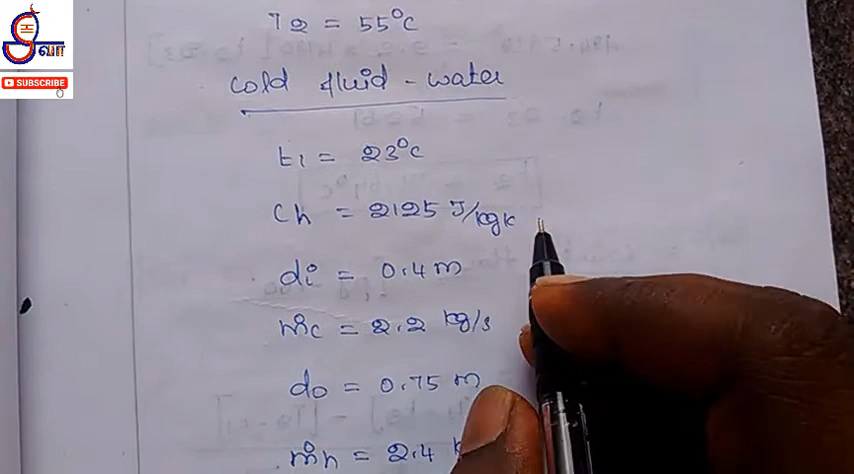 வா
SUBSCRIBE
T2 = 55°C
Cold fluid - water
t1 = 23°C
Ch = 2125 J/kgk
di = 0.4 m
ṁc = 2.2 kg/s
do = 0.75 m
ṁh = 2.4 k